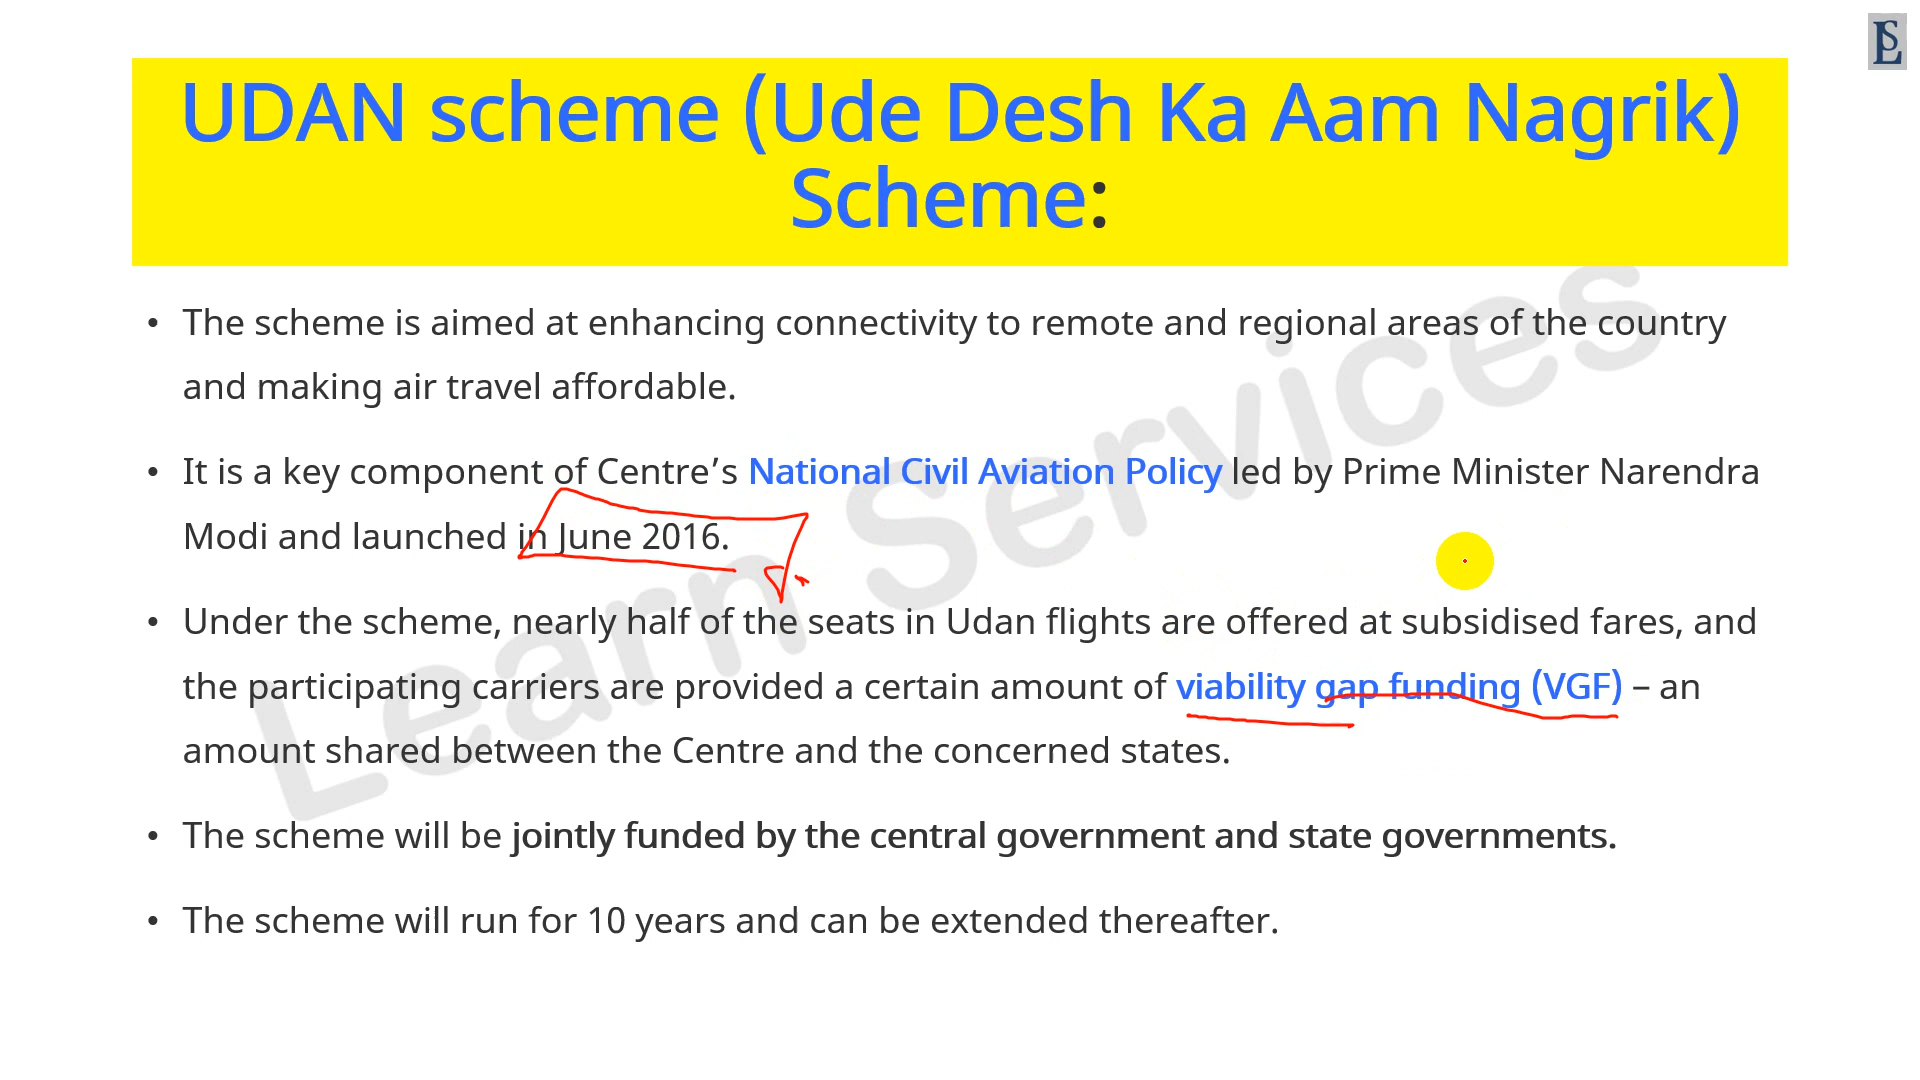 LS
UDAN scheme (Ude Desh Ka Aam Nagrik)
Scheme:
• The scheme is aimed at enhancing connectivity to remote and regional areas of the country
and making air travel affordable.
• It is a key component of Centre’s National Civil Aviation Policy led by Prime Minister Narendra
Modi and launched in June 2016.
• Under the scheme, nearly half of the seats in Udan flights are offered at subsidised fares, and
the participating carriers are provided a certain amount of viability gap funding (VGF) – an
amount shared between the Centre and the concerned states.
• The scheme will be jointly funded by the central government and state governments.
• The scheme will run for 10 years and can be extended thereafter.
Learn Services